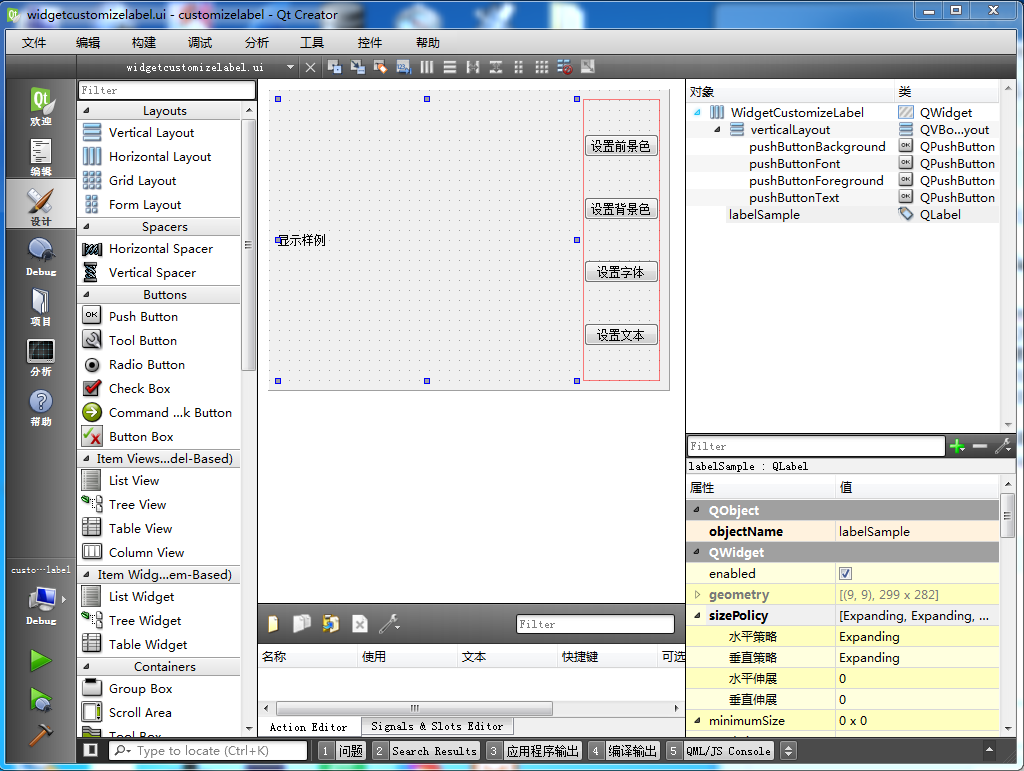 widgetcustomizelabel.ui - customizelabel - Qt Creator
文件 编辑 构建 调试 分析 工具 控件 帮助
widgetcustomizelabel.ui
欢迎
编辑
设计
Debug
项目
分析
帮助
custo···label
Debug
Filter
Layouts
Vertical Layout
Horizontal Layout
Grid Layout
Form Layout
Spacers
Horizontal Spacer
Vertical Spacer
Buttons
OK Push Button
Tool Button
Radio Button
Check Box
Command ...k Button
Button Box
Item Views...del-Based)
List View
Tree View
Table View
Column View
Item Widg...em-Based)
List Widget
Tree Widget
Table Widget
Containers
Group Box
Scroll Area
Tool Box
显示样例
设置前景色
设置背景色
设置字体
设置文本
Filter
名称 使用 文本 快捷键 可选
Action Editor Signals & Slots Editor
对象 类
WidgetCustomizeLabel QWidget
verticalLayout QVBo...yout
pushButtonBackground OK QPushButton
pushButtonFont OK QPushButton
pushButtonForeground OK QPushButton
pushButtonText OK QPushButton
labelSample QLabel
Filter
labelSample : QLabel
属性 值
QObject
objectName labelSample
QWidget
enabled
geometry [(9, 9), 299 x 282]
sizePolicy [Expanding, Expanding, ...
水平策略 Expanding
垂直策略 Expanding
水平伸展 0
垂直伸展 0
minimumSize 0 x 0
Type to locate (Ctrl+K) 1 问题 2 Search Results 3 应用程序输出 4 编译输出 5 QML/JS Console